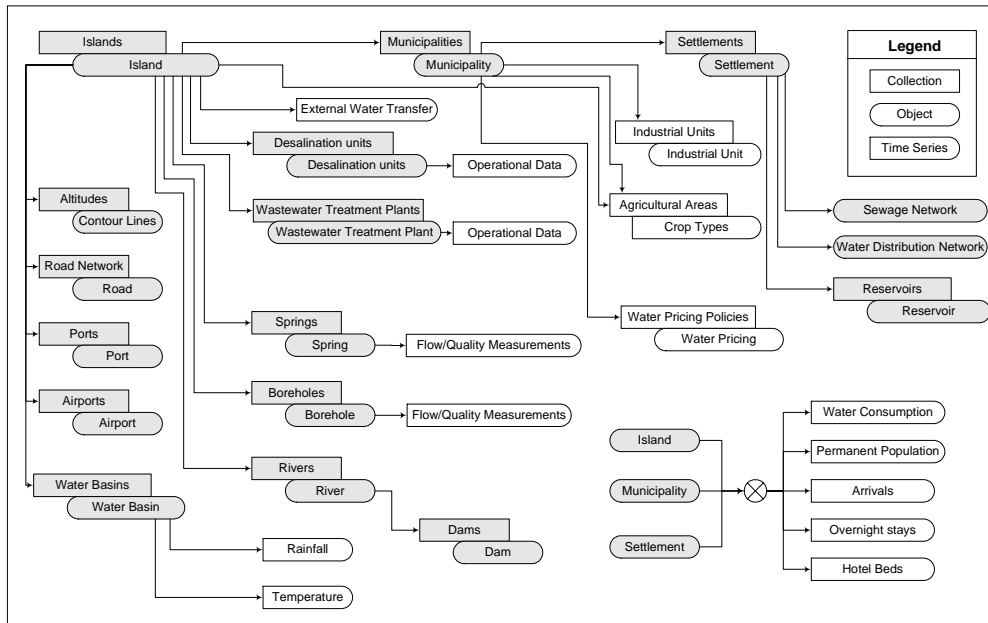 Islands
Island
Municipalities
Municipality
Settlements
Settlement
Legend
Collection
Object
Time Series
External Water Transfer
Desalination units
Desalination units
Operational Data
Industrial Units
Industrial Unit
Altitudes
Contour Lines
Wastewater Treatment Plants
Wastewater Treatment Plant
Operational Data
Agricultural Areas
Crop Types
Sewage Network
Water Distribution Network
Road Network
Road
Reservoirs
Reservoir
Ports
Port
Springs
Spring
Flow/Quality Measurements
Water Pricing Policies
Water Pricing
Airports
Airport
Boreholes
Borehole
Flow/Quality Measurements
Water Basins
Water Basin
Rivers
River
Dams
Dam
Rainfall
Temperature
Island
Municipality
Settlement
Water Consumption
Permanent Population
Arrivals
Overnight stays
Hotel Beds